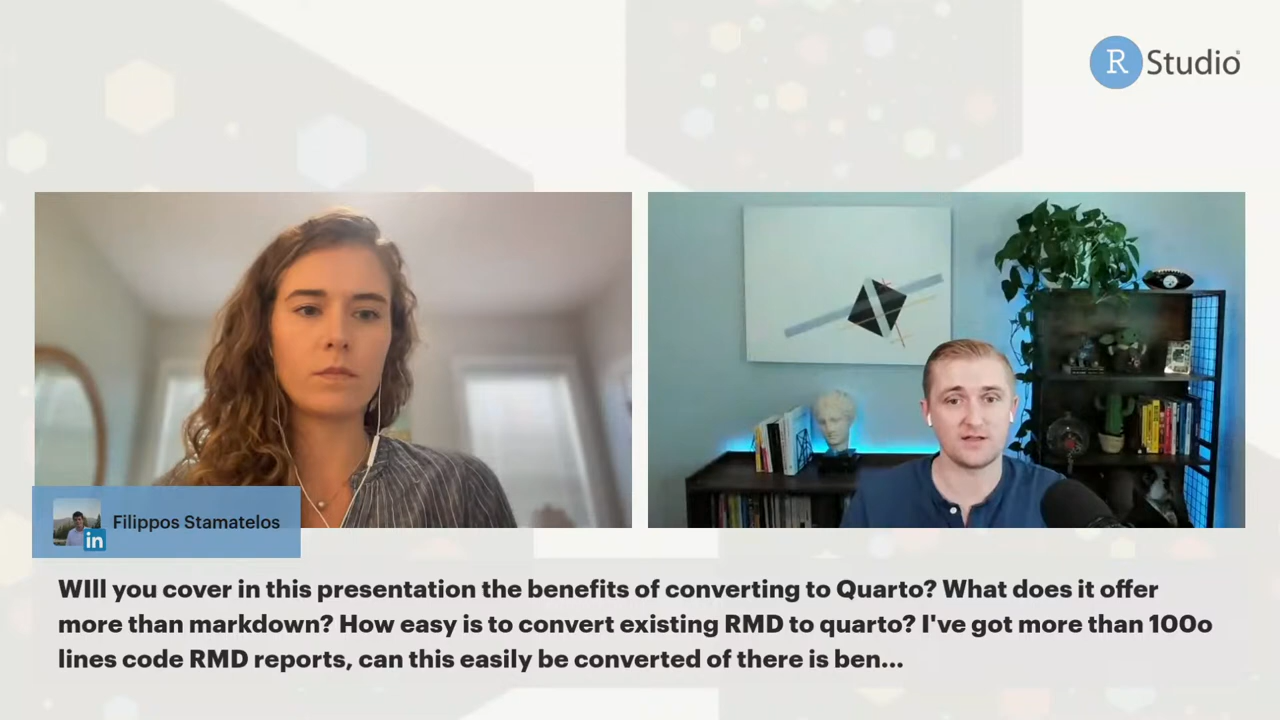 R Studio
in
Filippos Stamatelos
WIll you cover in this presentation the benefits of converting to Quarto? What does it offer
more than markdown? How easy is to convert existing RMD to quarto? I've got more than 100o
lines code RMD reports, can this easily be converted of there is ben...